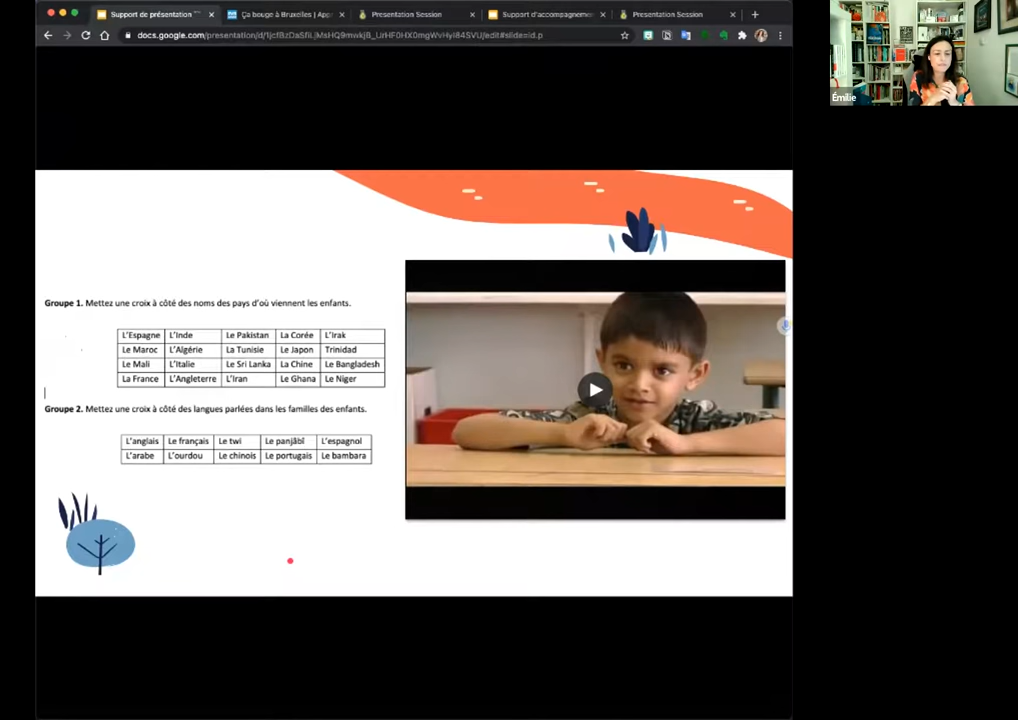 Support de présentation
Ça bouge à Bruxelles | Appr
Presentation Session
Support d'accompagnemen
Presentation Session
Émilie
Groupe 1. Mettez une croix à côté des noms des pays d'où viennent les enfants.
L'Espagne L'Inde Le Pakistan La Corée L'Irak
Le Maroc L'Algérie La Tunisie Le Japon Trinidad
Le Mali L'Italie Le Sri Lanka La Chine Le Bangladesh
La France L'Angleterre L'Iran Le Ghana Le Niger
Groupe 2. Mettez une croix à côté des langues parlées dans les familles des enfants.
L'anglais Le français Le twi Le panjâbî L'espagnol
L'arabe L'ourdou Le chinois Le portugais Le bambara